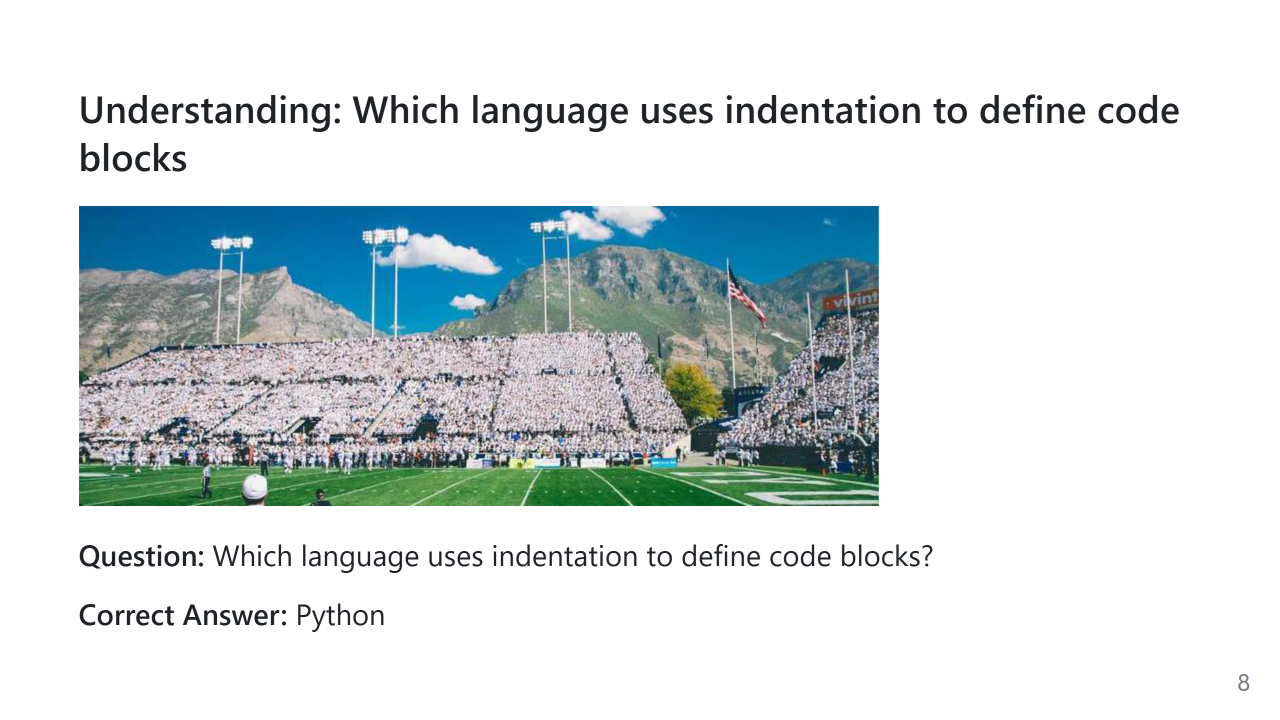 Understanding: Which language uses indentation to define code
blocks
vivint
Question: Which language uses indentation to define code blocks?
Correct Answer: Python
8